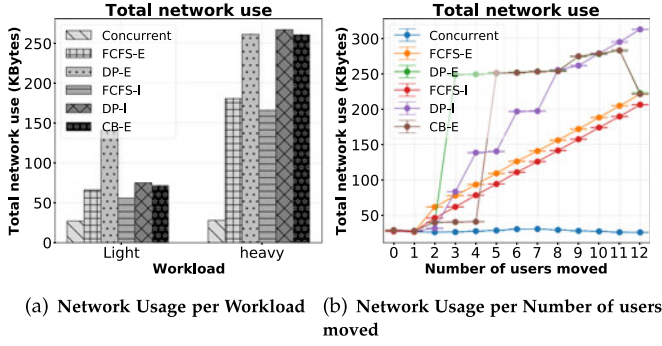 Total network use
Total network use (KBytes)
250
200
150
100
50
0
Concurrent
FCFS-E
DP-E
FCFS-I
DP-I
CB-E
Light
heavy
Workload
(a) Network Usage per Workload
Total network use
Total network use (KBytes)
300
250
200
150
100
50
Concurrent
FCFS-E
DP-E
FCFS-I
DP-I
CB-E
0 1 2 3 4 5 6 7 8 9 10 11 12
Number of users moved
(b) Network Usage per Number of users
moved